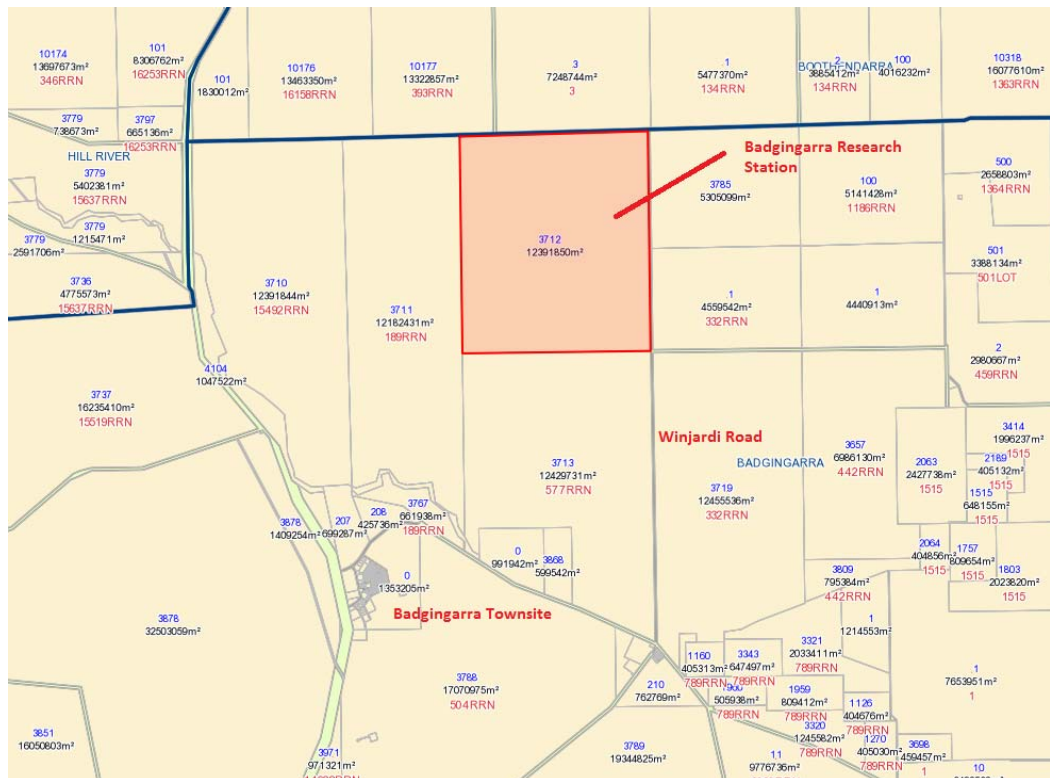 10174
13697673m²
346RRN
101
8306762m²
16253RRN
101
1830012m²
10176
13463350m²
16158RRN
10177
13322857m²
393RRN
3
7248744m²
3
1
5477370m²
134RRN
BOOTHENDARRA
2
3885412m²
134RRN
100
4016232m²
10318
16077610m²
1363RRN
3779
738673m²
3797
665136m²
16253RRN
HILL RIVER
3779
5402381m²
15637RRN
3779
1215471m²
3779
2591706m²
3736
4775573m²
15637RRN
Badgingarra Research
Station
3712
12391850m²
3785
5305099m²
100
5141428m²
1186RRN
500
2658803m²
1364RRN
501
3388134m²
501LOT
3710
12391844m²
15492RRN
3711
12182431m²
189RRN
1
4559542m²
332RRN
1
4440913m²
2
2980667m²
459RRN
4104
1047522m²
3737
16235410m²
15519RRN
Winjardi Road
BADGINGARRA
3713
12429731m²
577RRN
3719
12455536m²
332RRN
3657
6986130m²
442RRN
2063
2427738m²
1515
3414
1996237m²
1515
2189
405132m²
1515
1515
648155m²
1515
3878
1409254m²
207
699287m²
208
425736m²
3767
661938m²
189RRN
0
991942m²
3868
599542m²
2064
404856m²
1515
1757
809654m²
1515
1803
2023820m²
1515
0
1353205m²
Badgingarra Townsite
3809
795384m²
442RRN
1
1214553m²
3878
32503059m²
3788
17070975m²
504RRN
1160
405313m²
789RRN
3343
647497m²
789RRN
3321
2033411m²
789RRN
1
7653951m²
1
210
762769m²
505938m²
789RRN
1959
809412m²
789RRN
1126
404676m²
789RRN
3851
16050803m²
3971
971321m²
3789
19344825m²
11
9776736m²
3320
1245582m²
789RRN
1270
405030m²
789RRN
3698
459457m²
1
10